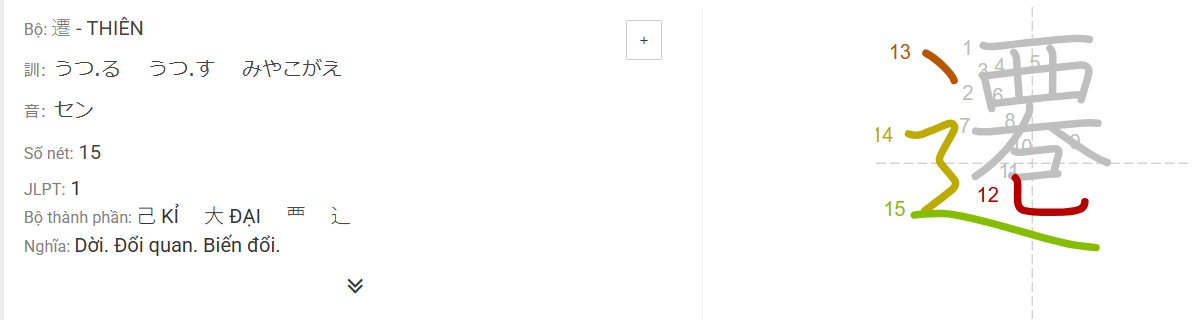 Bộ: 遷 - THIÊN
+
訓: うつ.る うつ.す みやこがえ
音: セン
Số nét: 15
JLPT: 1
Bộ thành phần: 己 KỈ 大 ĐẠI 覀 辶
Nghĩa: Dời. Đổi quan. Biến đổi.
遷
1
2
3
4
5
6
7
8
9
10
11
12
13
14
15